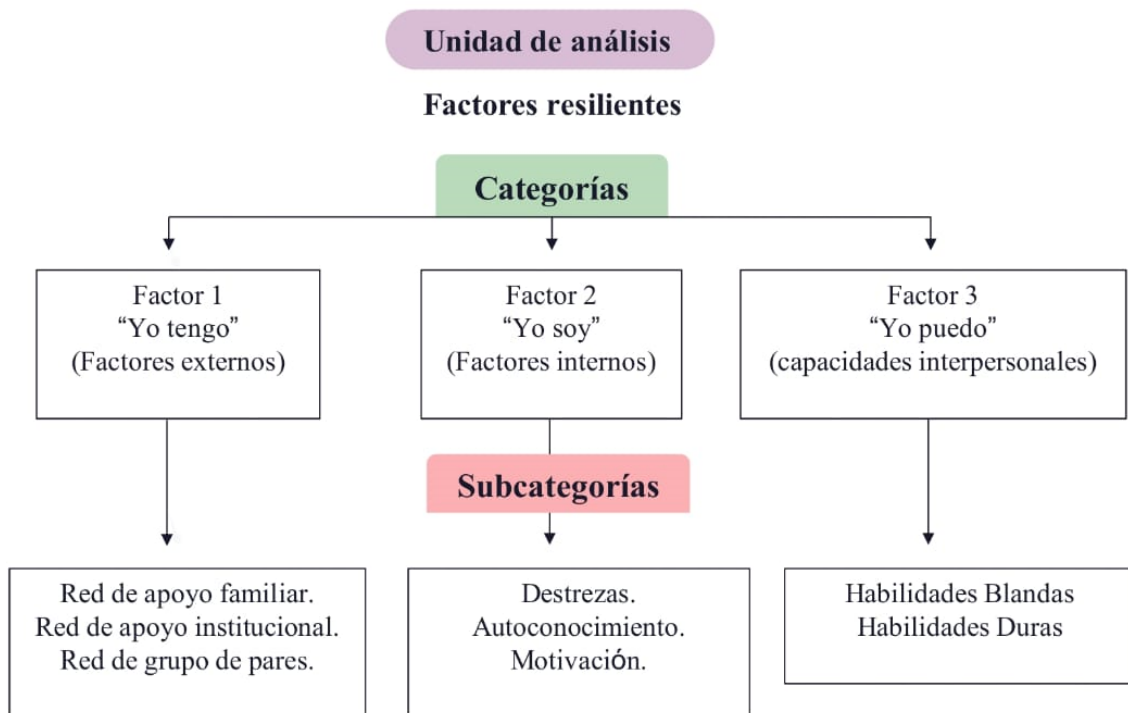 Unidad de análisis
Factores resilientes
Categorías
Factor 1
“Yo tengo”
(Factores externos)
Factor 2
“Yo soy”
(Factores internos)
Factor 3
“Yo puedo”
(capacidades interpersonales)
Subcategorías
Red de apoyo familiar.
Red de apoyo institucional.
Red de grupo de pares.
Destrezas.
Autoconocimiento.
Motivación.
Habilidades Blandas
Habilidades Duras